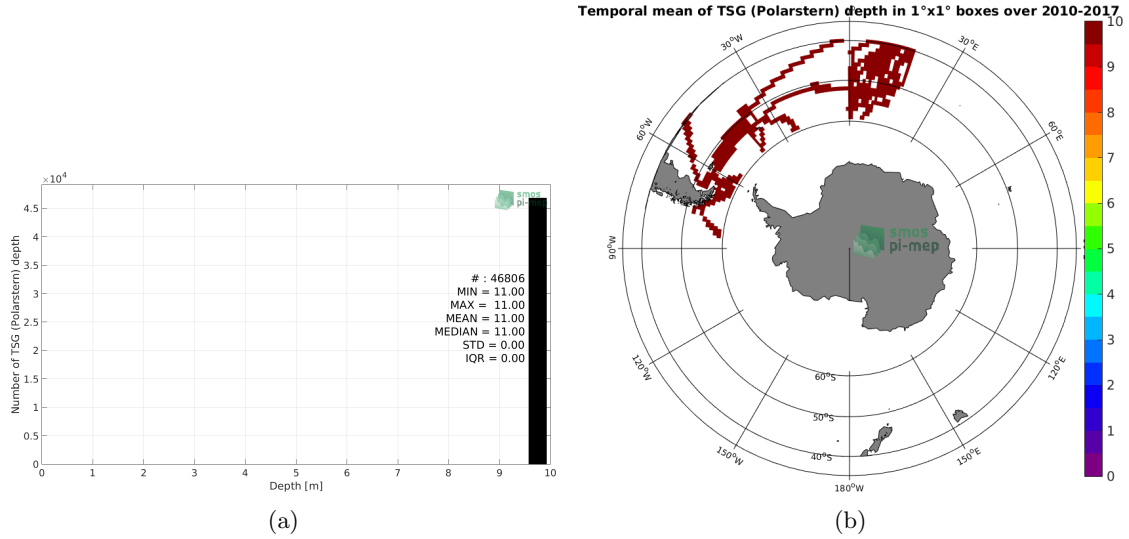 ×10⁴
4.5
4
3.5
3
2.5
2
1.5
1
0.5
0
Number of TSG (Polarstern) depth
smos
pi-mep
# : 46806
MIN = 11.00
MAX = 11.00
MEAN = 11.00
MEDIAN = 11.00
STD = 0.00
IQR = 0.00
0 1 2 3 4 5 6 7 8 9 10
Depth [m]
(a)
Temporal mean of TSG (Polarstern) depth in 1°x1° boxes over 2010-2017
30°W
30°E
60°W
60°E
90°W
120°W
120°E
150°W
150°E
180°W
60°S
50°S
40°S
smos
pi-mep
10
9
8
7
6
5
4
3
2
1
0
(b)